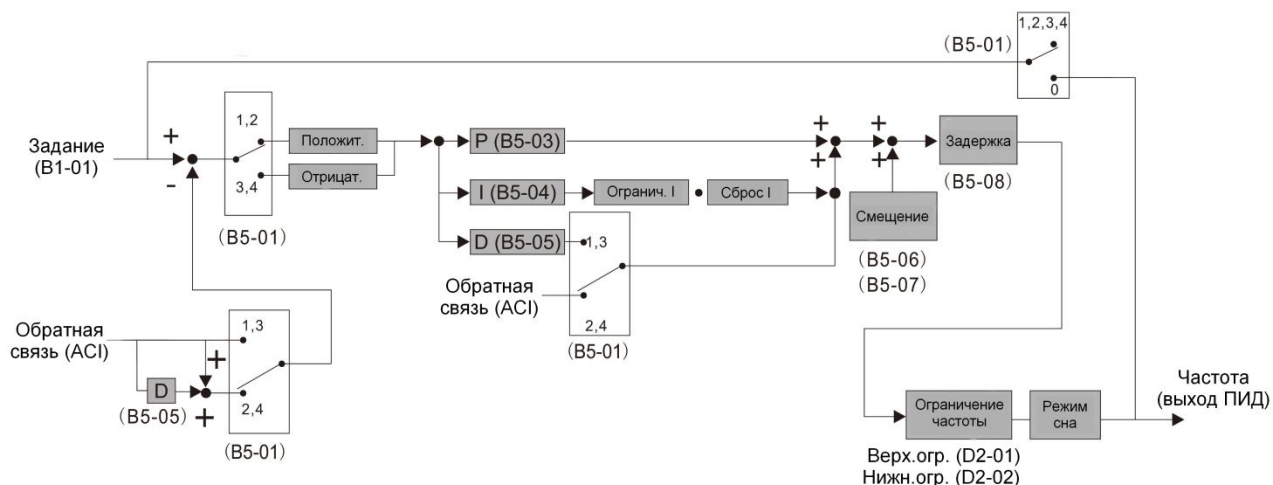 1,2,3,4
(B5-01)
0
Задание
(B1-01)
+
-
1,2
3,4
(B5-01)
Положит.
Отрицат.
P (B5-03)
I (B5-04)
Огранич. I
Сброс I
D (B5-05)
1,3
2,4
(B5-01)
Обратная
связь (ACI)
+
+
+
+
Задержка
(B5-08)
Смещение
(B5-06)
(B5-07)
Обратная
связь (ACI)
D
(B5-05)
+
+
1,3
2,4
(B5-01)
Ограничение
частоты
Верх.огр. (D2-01)
Нижн.огр. (D2-02)
Режим
сна
Частота
(выход ПИД)